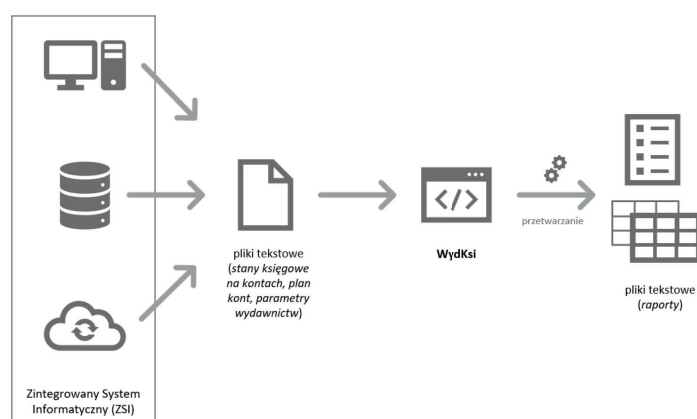 Zintegrowany System
Informatyczny (ZSI)
pliki tekstowe
(stany księgowe
na kontach, plan
kont, parametry
wydawnictw)
</>
WydKsi
przetwarzanie
pliki tekstowe
(raporty)